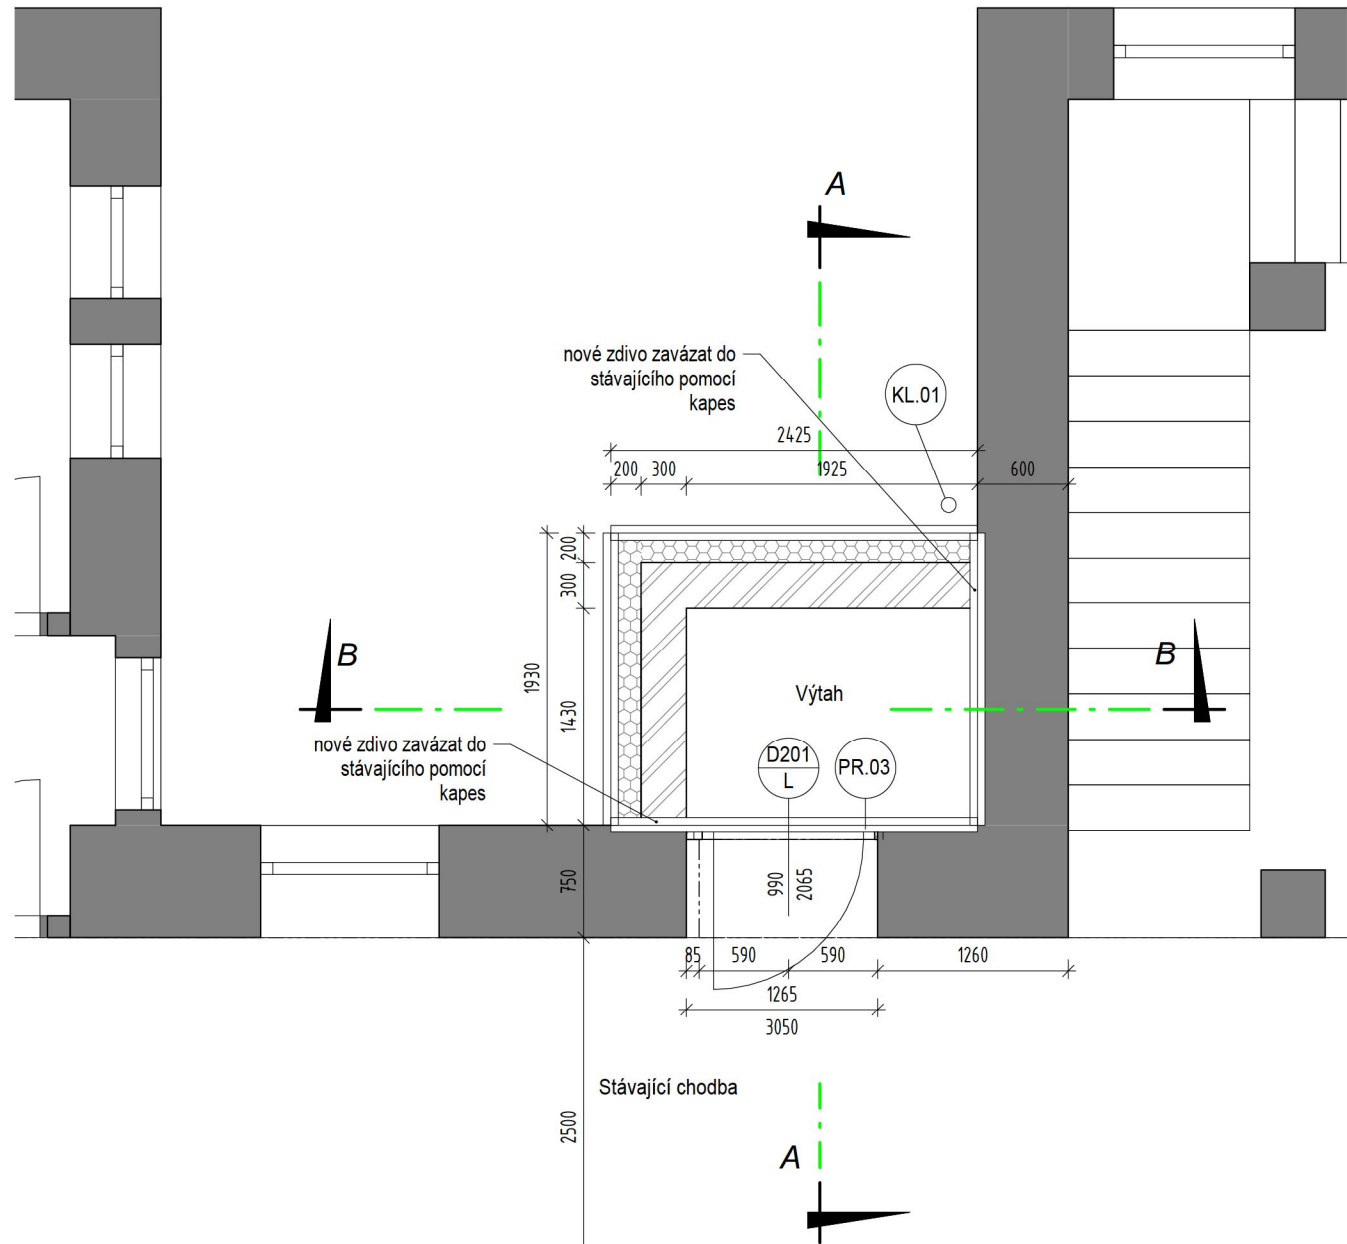 A
nové zdivo zavázat do
stávajícího pomocí
kapes
KL.01
2425
200 300 1925 600
200
300
1930
1430
B
B
Výtah
nové zdivo zavázat do
stávajícího pomocí
kapes
D201
L
PR.03
750
990
2065
85 590 590 1260
1265
3050
Stávající chodba
2500
A